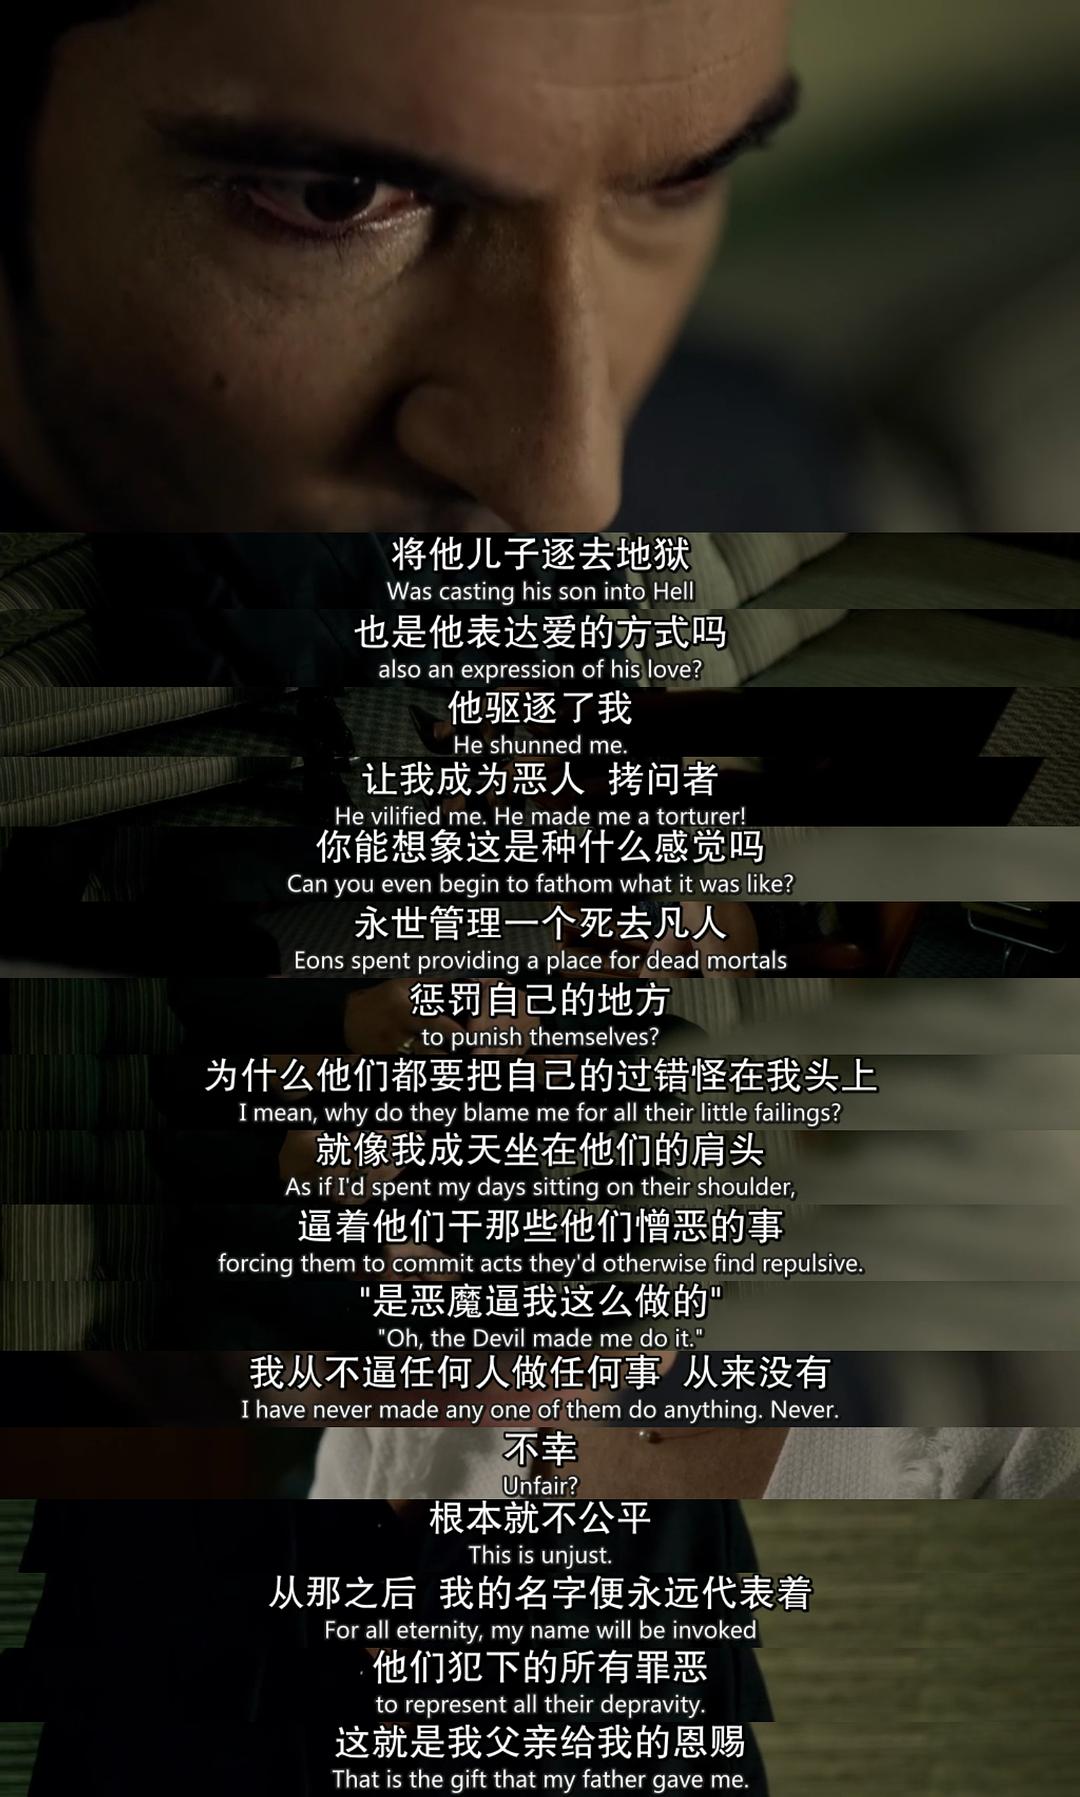 将他儿子逐去地狱
Was casting his son into Hell
也是他表达爱的方式吗
also an expression of his love?
他驱逐了我
He shunned me.
让我成为恶人 拷问者
He vilified me. He made me a torturer!
你能想象这是种什么感觉吗
Can you even begin to fathom what it was like?
永世管理一个死去凡人
Eons spent providing a place for dead mortals
惩罚自己的地方
to punish themselves?
为什么他们都要把自己的过错怪在我头上
I mean, why do they blame me for all their little failings?
就像我成天坐在他们的肩头
As if I'd spent my days sitting on their shoulder,
逼着他们干那些他们憎恶的事
forcing them to commit acts they'd otherwise find repulsive.
"是恶魔逼我这么做的"
"Oh, the Devil made me do it."
我从不逼任何人做任何事 从来没有
I have never made any one of them do anything. Never.
不幸
Unfair?
根本就不公平
This is unjust.
从那之后 我的名字便永远代表着
For all eternity, my name will be invoked
他们犯下的所有罪恶
to represent all their depravity.
这就是我父亲给我的恩赐
That is the gift that my father gave me.